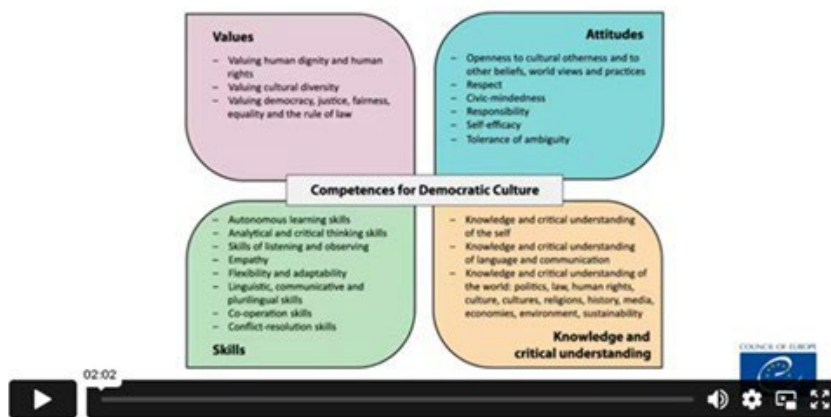 Values
– Valuing human dignity and human
rights
– Valuing cultural diversity
– Valuing democracy, justice, fairness,
equality and the rule of law
Attitudes
– Openness to cultural otherness and to
other beliefs, world views and practices
– Respect
– Civic-mindedness
– Responsibility
– Self-efficacy
– Tolerance of ambiguity
Competences for Democratic Culture
– Autonomous learning skills
– Analytical and critical thinking skills
– Skills of listening and observing
– Empathy
– Flexibility and adaptability
– Linguistic, communicative and
plurilingual skills
– Co-operation skills
– Conflict-resolution skills
Skills
– Knowledge and critical understanding
of the self
– Knowledge and critical understanding
of language and communication
– Knowledge and critical understanding of
the world: politics, law, human rights,
culture, cultures, religions, history, media,
economies, environment, sustainability
Knowledge and
critical understanding
COUNCIL OF EUROPE
02:02